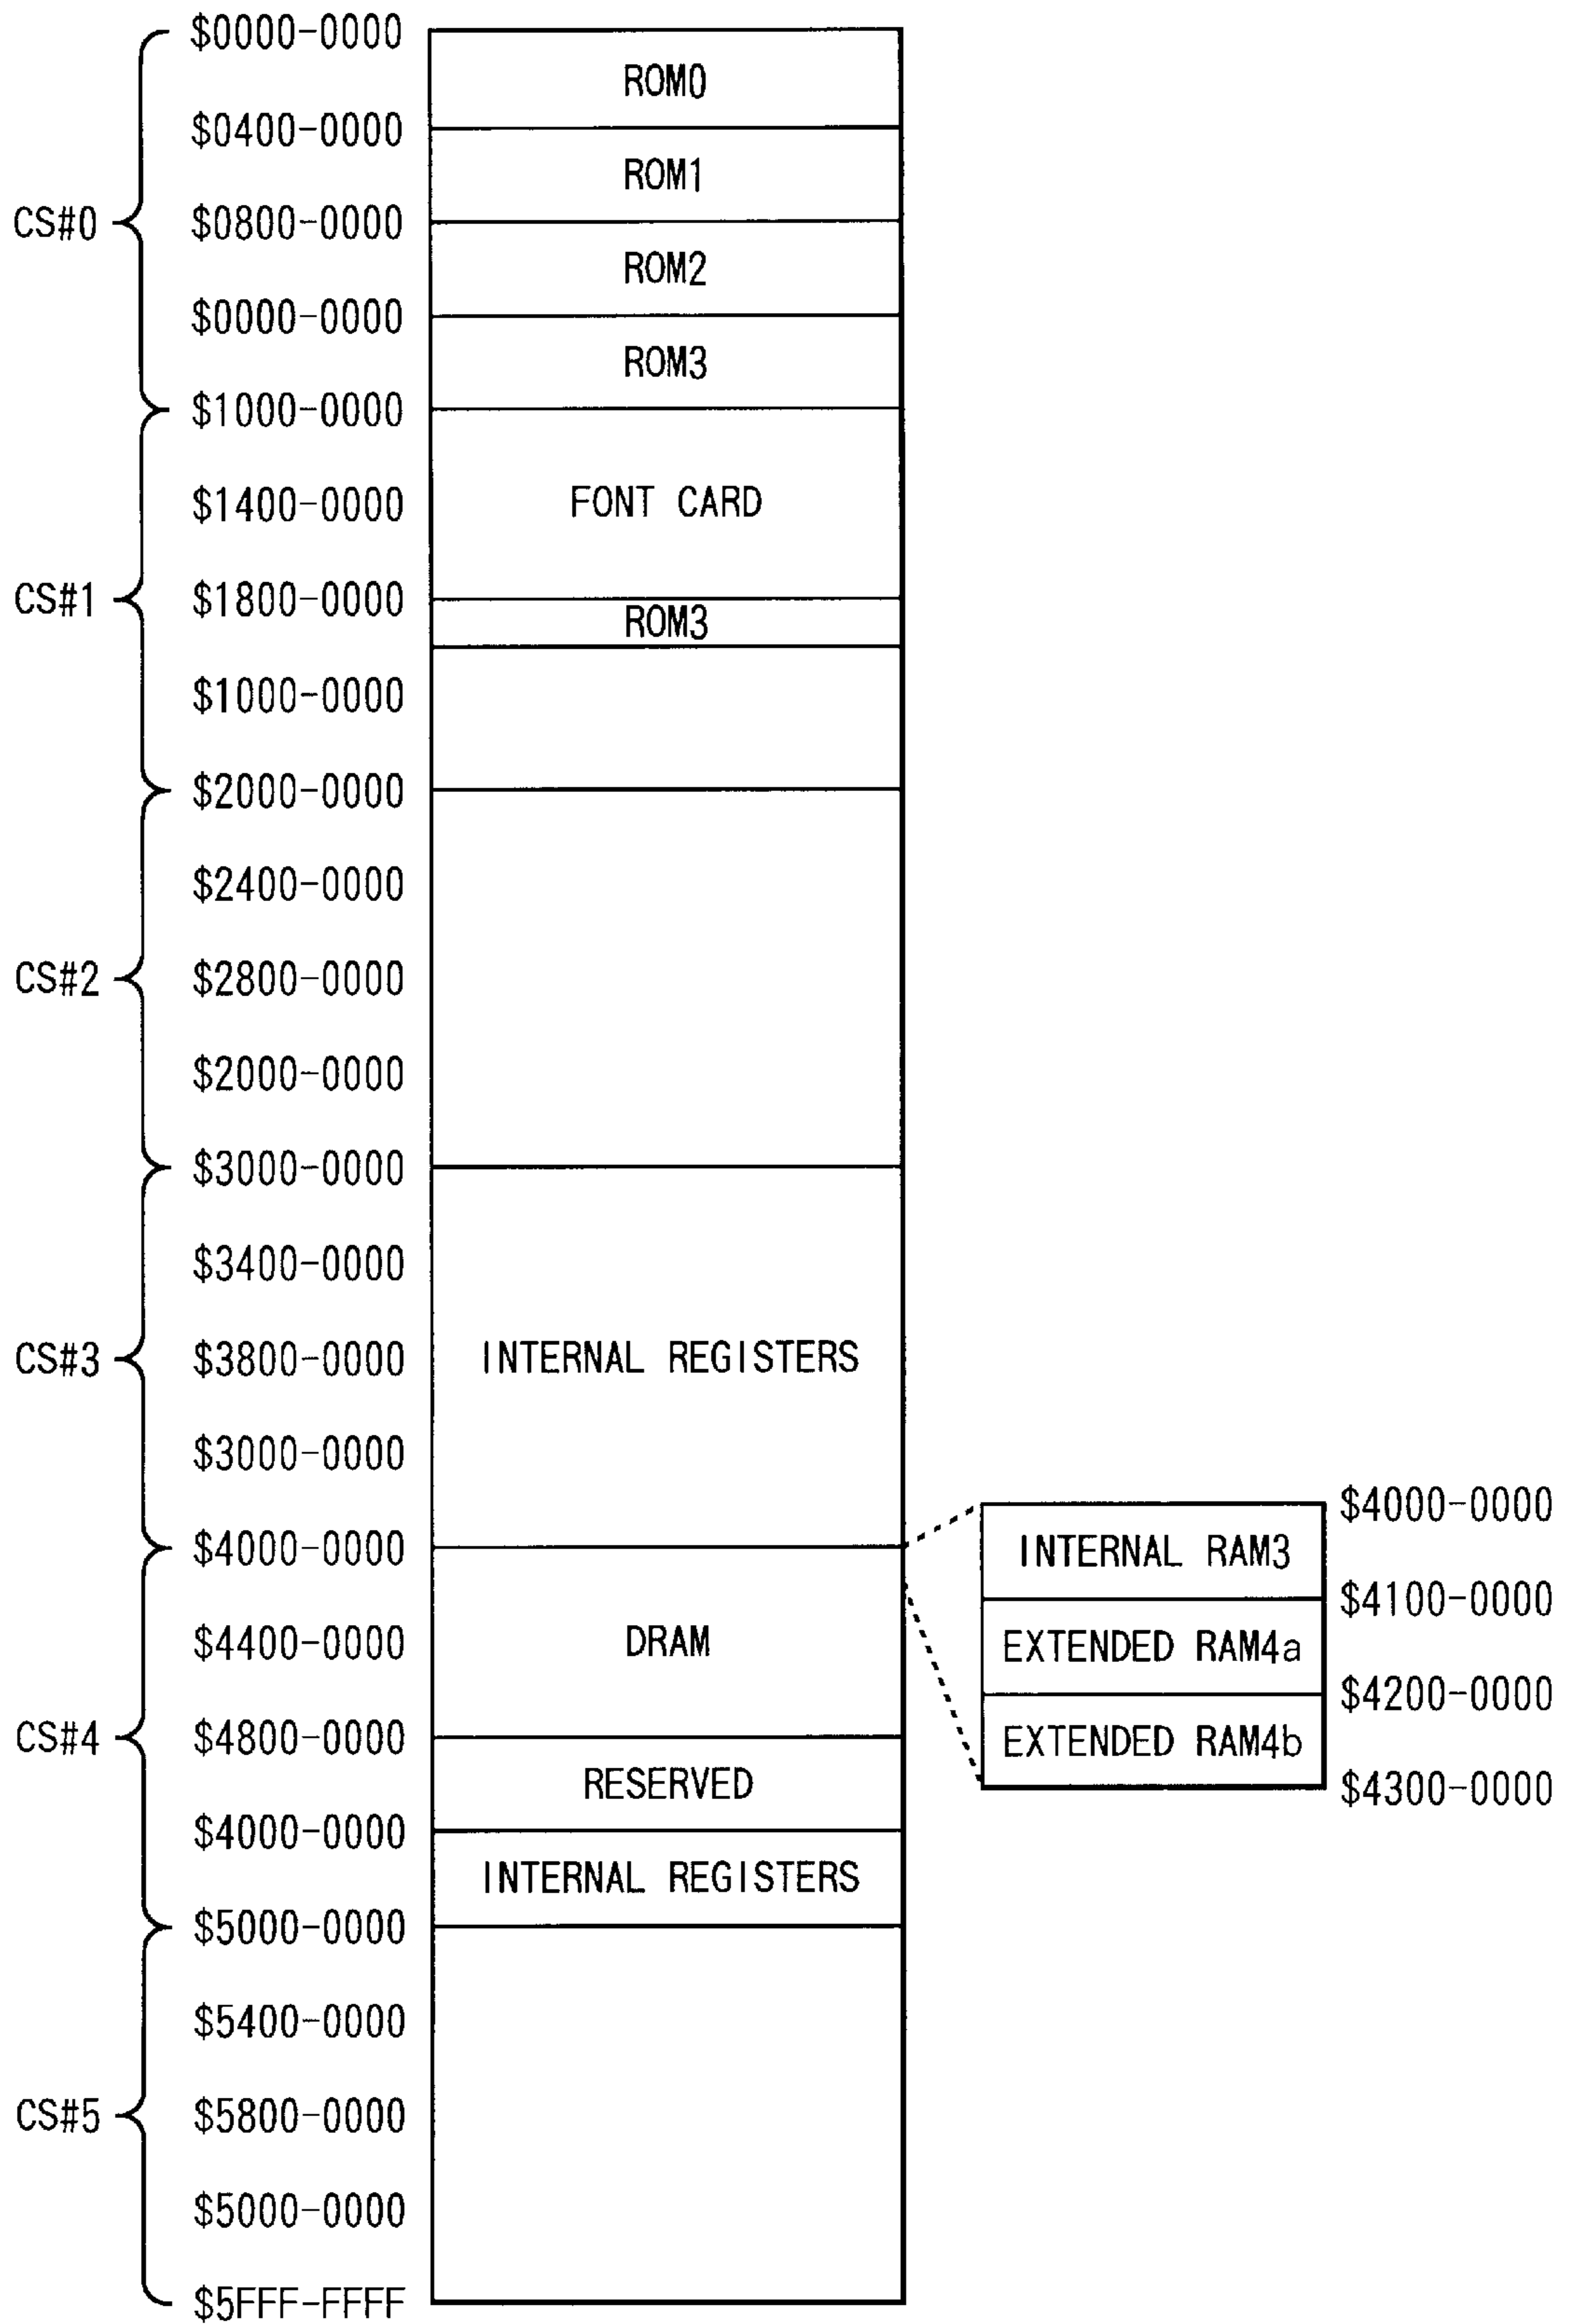 $0000-0000
ROM0
$0400-0000
ROM1
CS#0
$0800-0000
ROM2
$0000-0000
ROM3
$1000-0000
$1400-0000
FONT CARD
CS#1
$1800-0000
ROM3
$1000-0000
$2000-0000
$2400-0000
CS#2
$2800-0000
$2000-0000
$3000-0000
$3400-0000
CS#3
$3800-0000
INTERNAL REGISTERS
$3000-0000
$4000-0000
$4400-0000
DRAM
CS#4
$4800-0000
RESERVED
$4000-0000
INTERNAL REGISTERS
$5000-0000
$5400-0000
CS#5
$5800-0000
$5000-0000
$5FFF-FFFF
$4000-0000
INTERNAL RAM3
$4100-0000
EXTENDED RAM4a
$4200-0000
EXTENDED RAM4b
$4300-0000